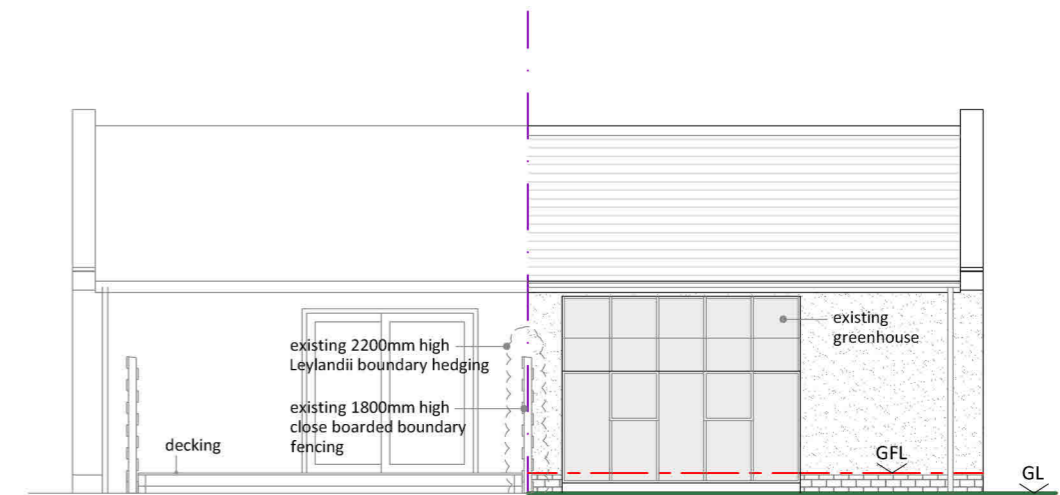 existing
greenhouse
existing 2200mm high
Leylandii boundary hedging
existing 1800mm high
close boarded boundary
fencing
decking
GFL
GL